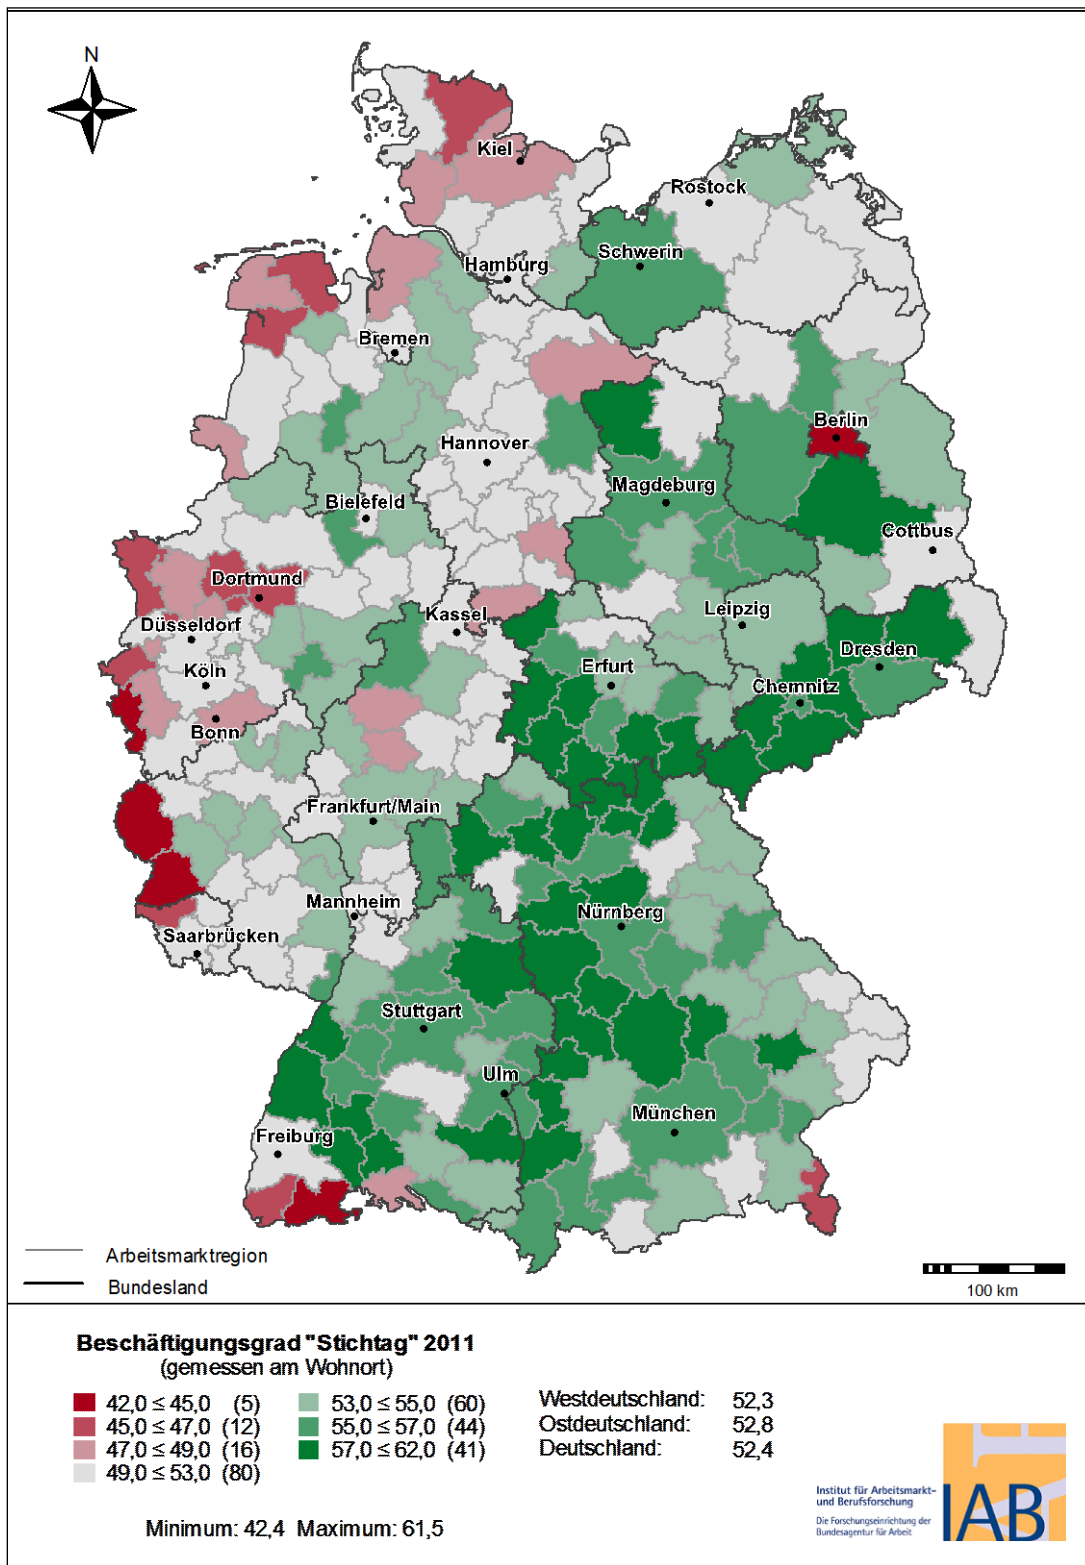 N
Kiel
Rostock
Schwerin
Hamburg
Bremen
Berlin
Hannover
Magdeburg
Bielefeld
Cottbus
Dortmund
Kassel
Leipzig
Düsseldorf
Dresden
Köln
Erfurt
Chemnitz
Bonn
Frankfurt/Main
Mannheim
Nürnberg
Saarbrücken
Stuttgart
Ulm
München
Freiburg
Arbeitsmarktregion
Bundesland
100 km
Beschäftigungsgrad "Stichtag" 2011
(gemessen am Wohnort)
42,0 ≤ 45,0 (5) 53,0 ≤ 55,0 (60) Westdeutschland: 52,3
45,0 ≤ 47,0 (12) 55,0 ≤ 57,0 (44) Ostdeutschland: 52,8
47,0 ≤ 49,0 (16) 57,0 ≤ 62,0 (41) Deutschland: 52,4
49,0 ≤ 53,0 (80)
Minimum: 42,4 Maximum: 61,5
Institut für Arbeitsmarkt-
und Berufsforschung
Die Forschungseinrichtung der
Bundesagentur für Arbeit
IAB